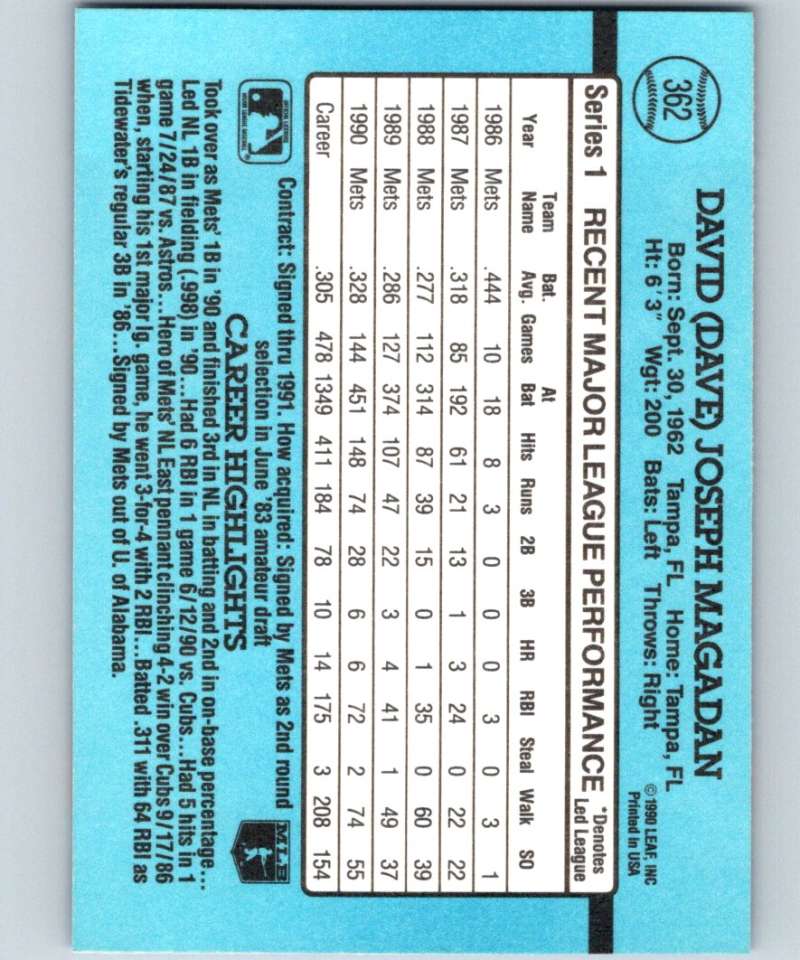 362
DAVID (DAVE) JOSEPH MAGADAN
Born: Sept. 30, 1962 Tampa, FL Home: Tampa, FL
Ht: 6'3" Wgt: 200 Bats: Left Throws: Right
© 1990 LEAF, INC
Printed in USA
Series 1 RECENT MAJOR LEAGUE PERFORMANCE *Denotes Led League
Year Team Name Bat. Avg. Games At Bat Hits Runs 2B 3B HR RBI Steal Walk SO
1986 Mets .444 10 18 8 3 0 0 0 3 0 3 1
1987 Mets .318 85 192 61 21 13 1 3 24 0 22 22
1988 Mets .277 112 314 87 39 15 0 1 35 0 60 39
1989 Mets .286 127 374 107 47 22 3 4 41 1 49 37
1990 Mets .328 144 451 148 74 28 6 6 72 2 74 55
Career .305 478 1349 411 184 78 10 14 175 3 208 154
Contract: Signed thru 1991. How acquired: Signed by Mets as 2nd round
selection in June '83 amateur draft
MLB
CAREER HIGHLIGHTS
Took over as Mets' 1B in '90 and finished 3rd in NL in batting and 2nd in on-base percentage...
Led NL 1B in fielding (.998) in '90...Had 6 RBI in 1 game 6/12/90 vs. Cubs...Had 5 hits in 1
game 7/24/87 vs. Astros...Hero of Mets' NL East pennant clinching 4-2 win over Cubs 9/17/86
when, starting his 1st major lg. game, he went 3-for-4 with 2 RBI...Batted .311 with 64 RBI as
Tidewater's regular 3B in '86...Signed by Mets out of U. of Alabama.